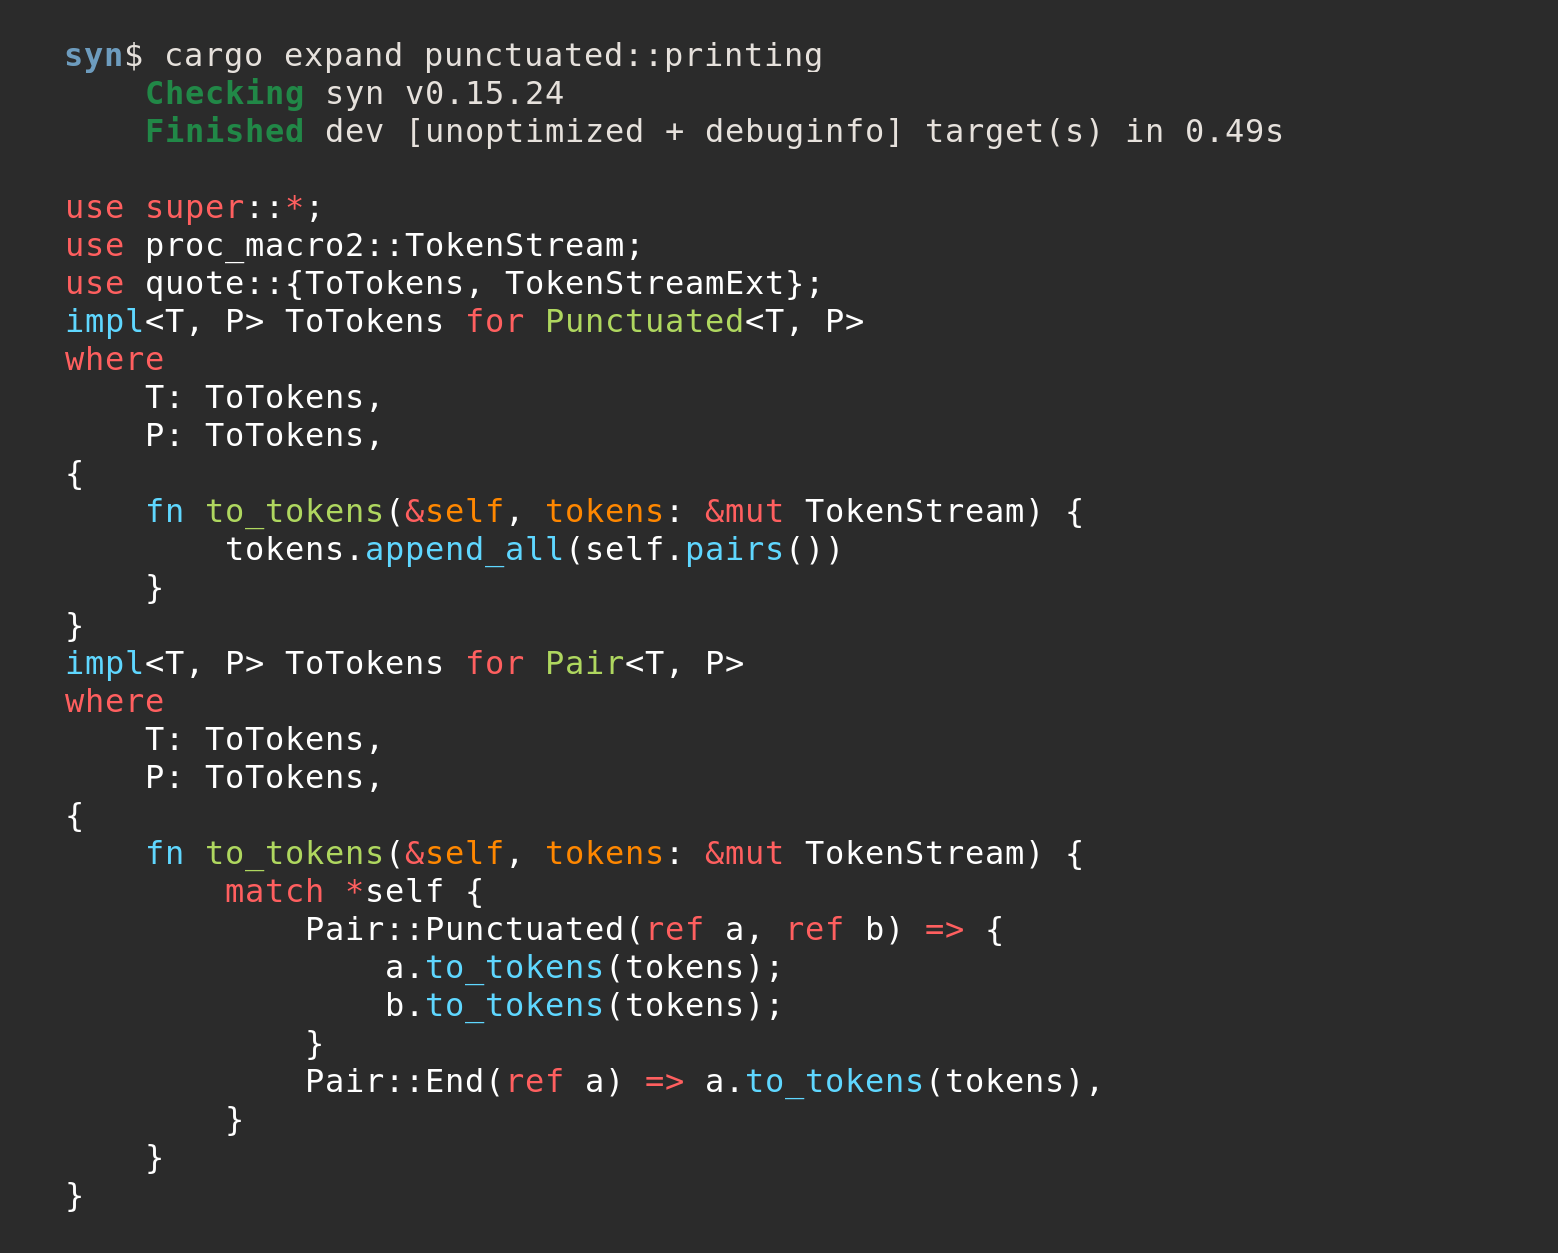 syn$ cargo expand punctuated::printing
    Checking syn v0.15.24
    Finished dev [unoptimized + debuginfo] target(s) in 0.49s

use super::*;
use proc_macro2::TokenStream;
use quote::{ToTokens, TokenStreamExt};
impl<T, P> ToTokens for Punctuated<T, P>
where
    T: ToTokens,
    P: ToTokens,
{
    fn to_tokens(&self, tokens: &mut TokenStream) {
        tokens.append_all(self.pairs())
    }
}
impl<T, P> ToTokens for Pair<T, P>
where
    T: ToTokens,
    P: ToTokens,
{
    fn to_tokens(&self, tokens: &mut TokenStream) {
        match *self {
            Pair::Punctuated(ref a, ref b) => {
                a.to_tokens(tokens);
                b.to_tokens(tokens);
            }
            Pair::End(ref a) => a.to_tokens(tokens),
        }
    }
}